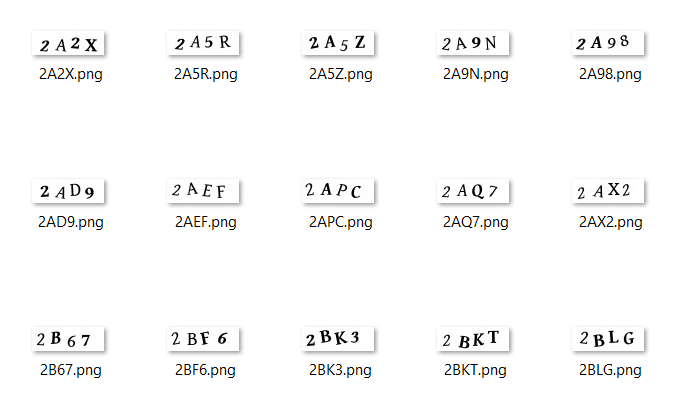 2A2X 2A5R 2A5Z 2A9N 2A98
2A2X.png 2A5R.png 2A5Z.png 2A9N.png 2A98.png
2AD9 2AEF 2APC 2AQ7 2AX2
2AD9.png 2AEF.png 2APC.png 2AQ7.png 2AX2.png
2B67 2BF6 2BK3 2BKT 2BLG
2B67.png 2BF6.png 2BK3.png 2BKT.png 2BLG.png